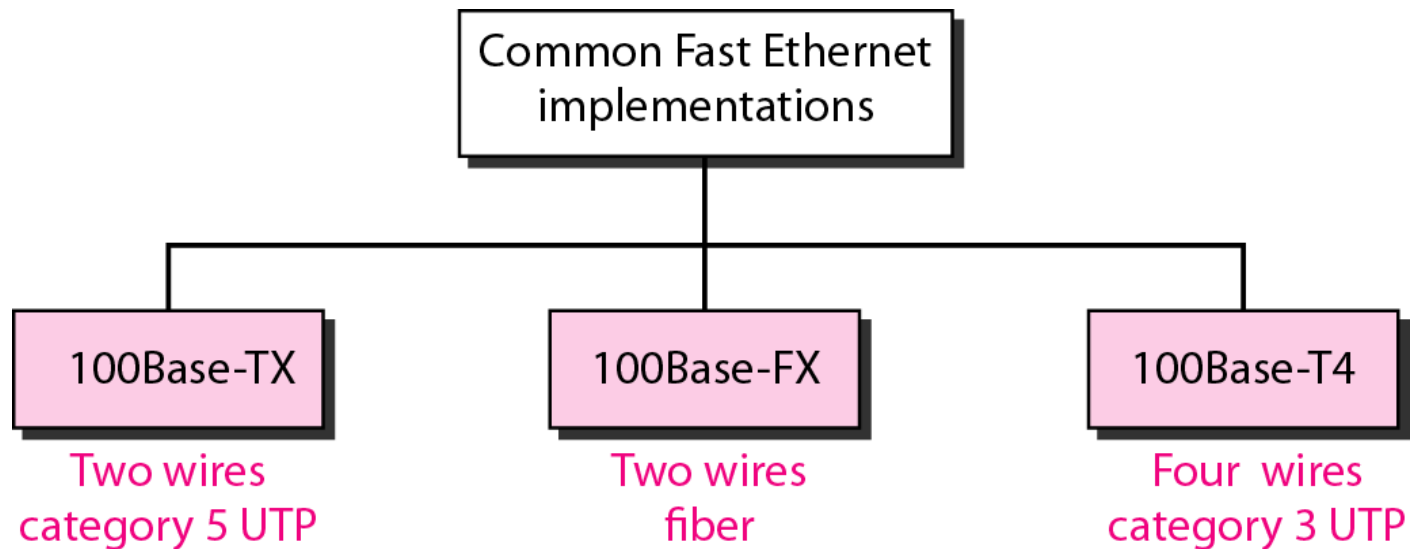 Common Fast Ethernet
implementations
100Base-TX
100Base-FX
100Base-T4
Two wires
category 5 UTP
Two wires
fiber
Four wires
category 3 UTP